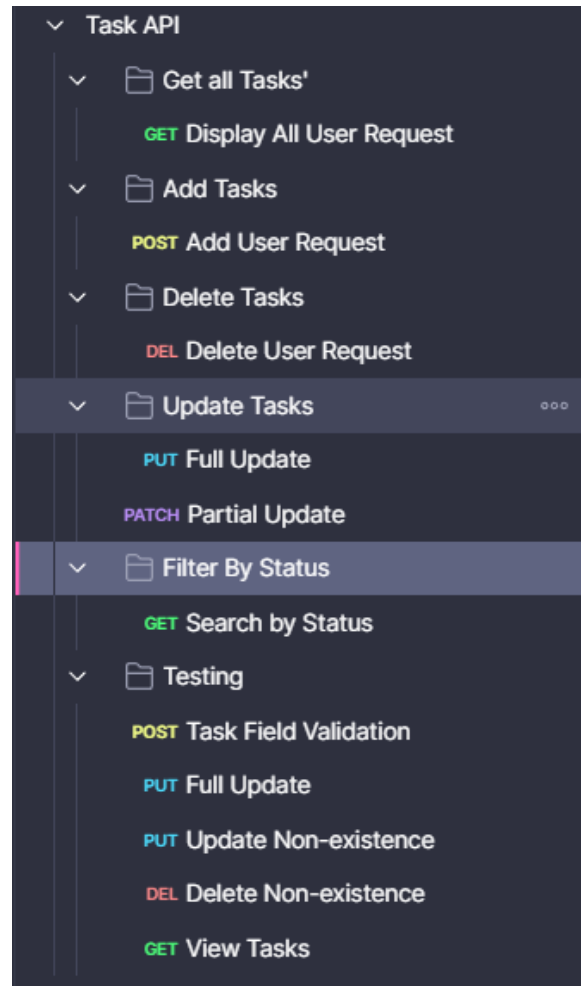 Task API
Get all Tasks'
GET Display All User Request
Add Tasks
POST Add User Request
Delete Tasks
DEL Delete User Request
Update Tasks
PUT Full Update
PATCH Partial Update
Filter By Status
GET Search by Status
Testing
POST Task Field Validation
PUT Full Update
PUT Update Non-existence
DEL Delete Non-existence
GET View Tasks